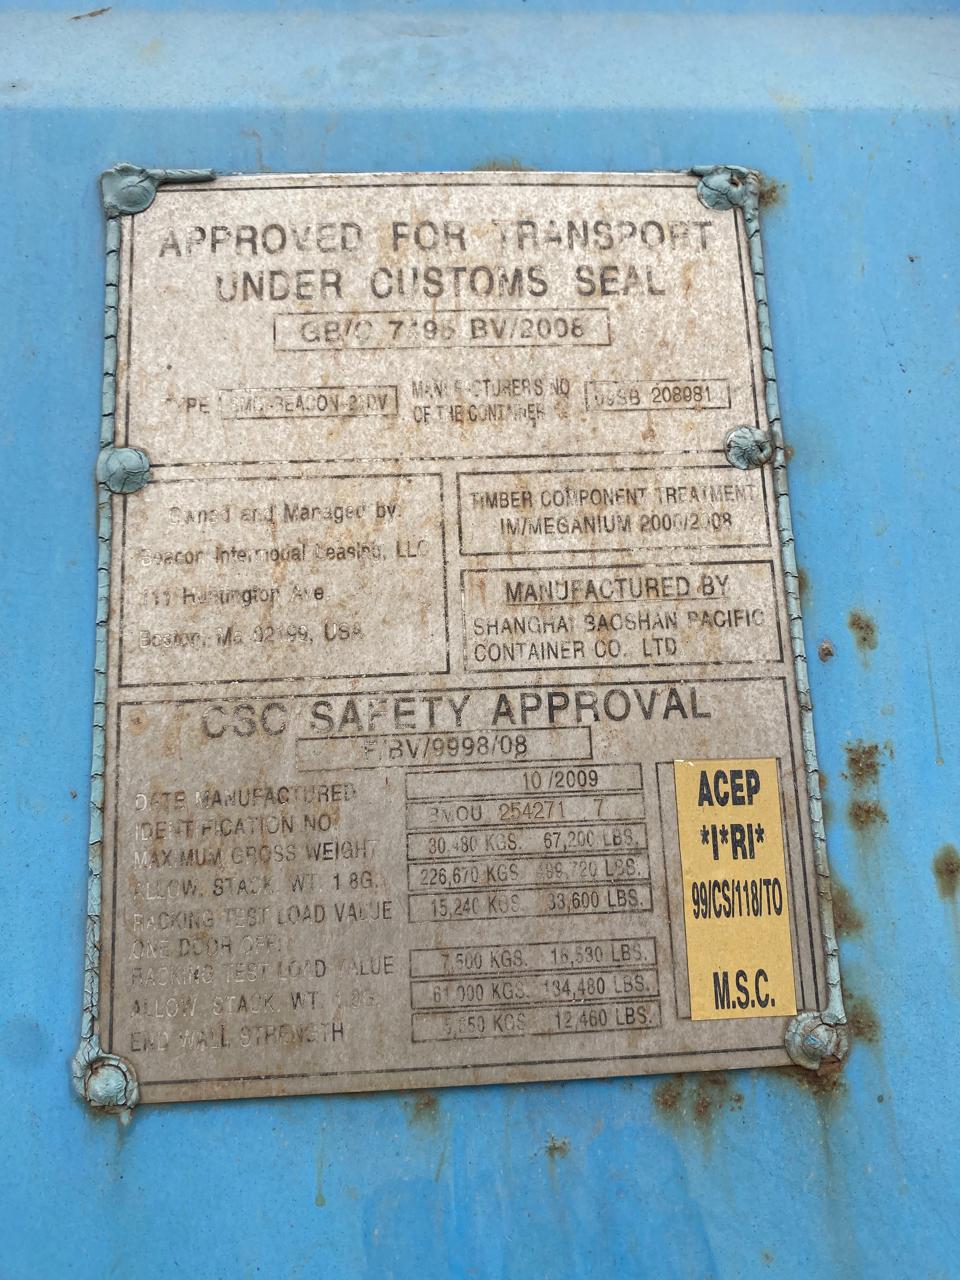 APPROVED FOR TRANSPORT
UNDER CUSTOMS SEAL
BV/2008
TYPE
MANUFACTURERS NO
OF THE CONTAINER
208981
Owned and Managed by
Beacon Intermodal Leasing, LLC
111 Huntington Ave.
Boston, Ma 02199, USA
TIMBER COMPONENT TREATMENT
IM/MEGANIUM 2000/2008
MANUFACTURED BY
SHANGHAI BAOSHAN PACIFIC
CONTAINER CO. LTD
CSC SAFETY APPROVAL
F/BV/9998/08
DATE MANUFACTURED 10/2009
IDENTIFICATION NO. BMOU 254271 7
MAXIMUM GROSS WEIGHT 30,480 KGS. 67,200 LBS.
ALLOW. STACK. WT. 1.8G. 226,670 KGS 499,720 LBS.
RACKING TEST LOAD VALUE 15,240 KGS. 33,600 LBS.
ONE DOOR OFF:
RACKING TEST LOAD VALUE 7,500 KGS. 16,530 LBS.
ALLOW STACK. WT. 1.8G. 61,000 KGS. 134,480 LBS.
END WALL STRENGTH KGS 12,460 LBS.
ACEP
*I*RI*
99/CS/118/TO
M.S.C.